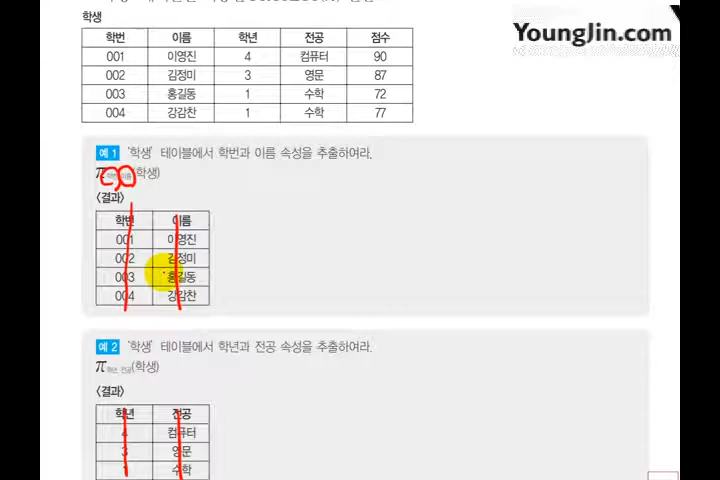 YoungJin.com
학생
학번 이름 학년 전공 점수
001 이영진 4 컴퓨터 90
002 김정미 3 영문 87
003 홍길동 1 수학 72
004 강감찬 1 수학 77
예 1 '학생' 테이블에서 학번과 이름 속성을 추출하여라.
π학번, 이름(학생)
〈결과〉
학번 이름
001 이영진
002 김정미
003 홍길동
004 강감찬
예 2 '학생' 테이블에서 학년과 전공 속성을 추출하여라.
π학년, 전공(학생)
〈결과〉
학년 전공
4 컴퓨터
3 영문
1 수학